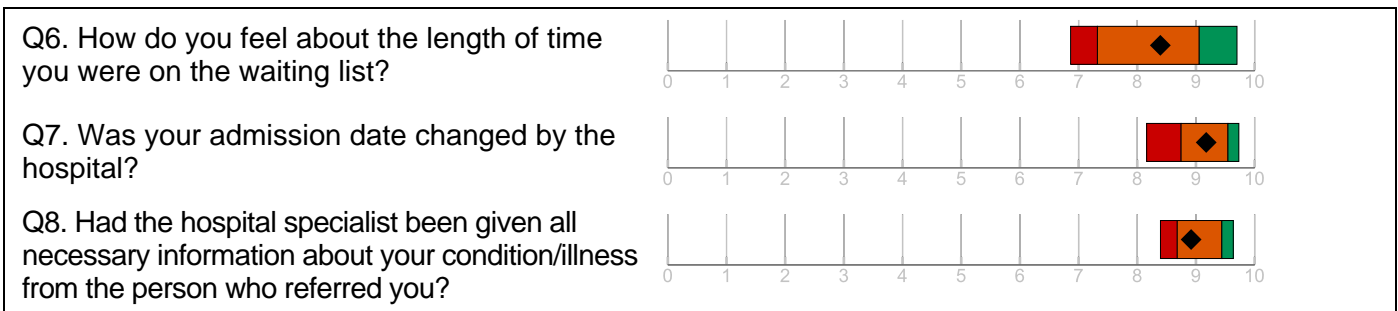 Q6. How do you feel about the length of time
you were on the waiting list?
0 1 2 3 4 5 6 7 8 9 10
Q7. Was your admission date changed by the
hospital?
0 1 2 3 4 5 6 7 8 9 10
Q8. Had the hospital specialist been given all
necessary information about your condition/illness
from the person who referred you?
0 1 2 3 4 5 6 7 8 9 10